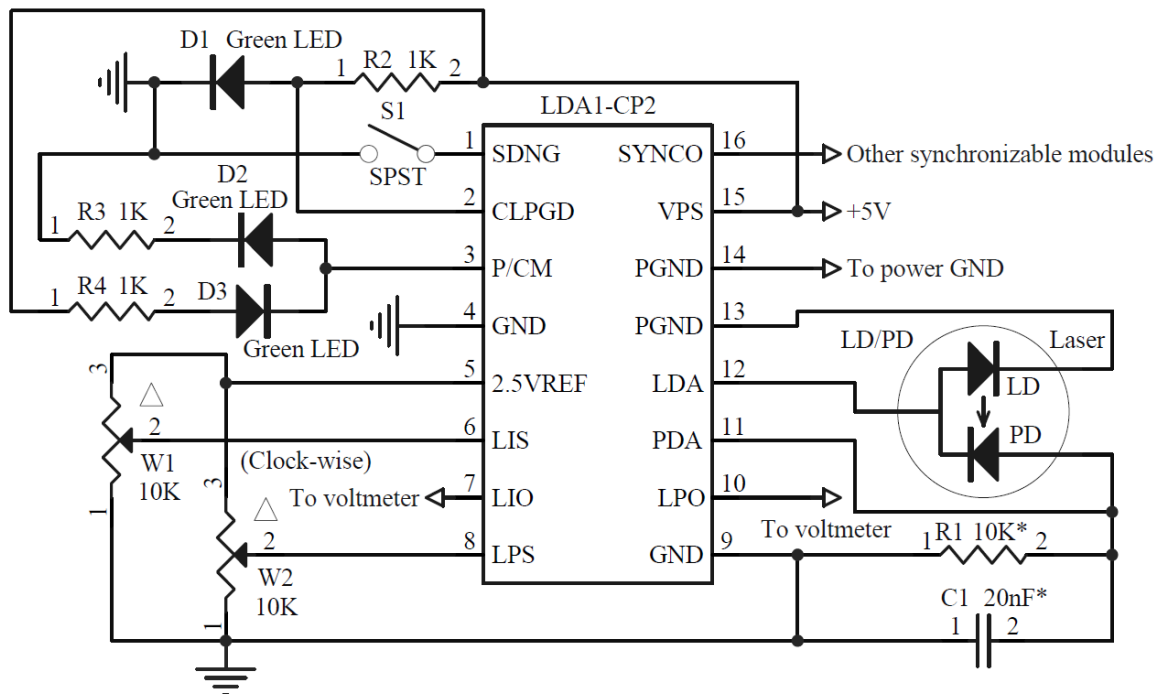 D1 Green LED
1 R2 1K 2
LDA1-CP2
S1
SPST
1 SDNG
SYNCO 16
Other synchronizable modules
D2
Green LED
2 CLPGD
VPS 15
+5V
1 R3 1K 2
3 P/CM
PGND 14
To power GND
1 R4 1K 2 D3
Green LED
4 GND
PGND 13
LD/PD Laser
5 2.5VREF
LDA 12
LD
3
△
2
W1
10K
1
6 LIS
PDA 11
PD
(Clock-wise)
To voltmeter
7 LIO
LPO 10
To voltmeter
3
△
2
W2
10K
1
8 LPS
GND 9
1 R1 10K* 2
C1 20nF*
1 2